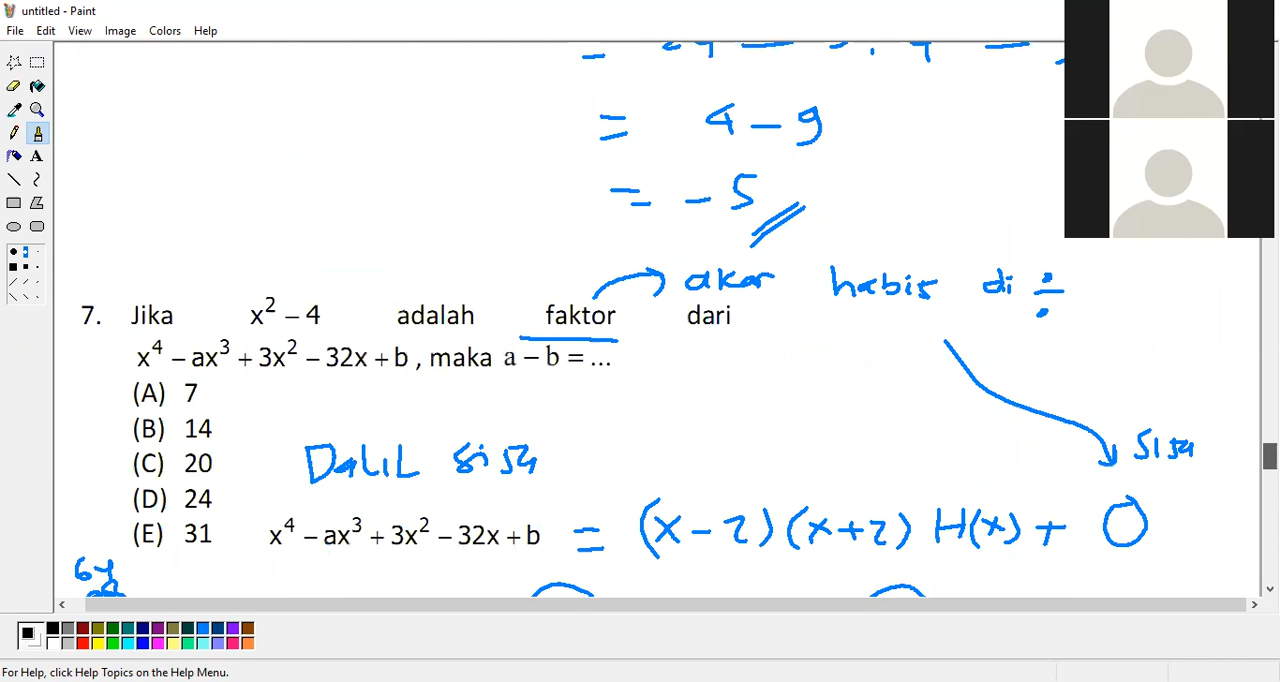 untitled - Paint
File Edit View Image Colors Help
= 4 - 9
= - 5
akar habis di ÷
7. Jika x² − 4 adalah faktor dari
x⁴ − ax³ + 3x² − 32x + b , maka a − b = ...
(A) 7
(B) 14
(C) 20
(D) 24
(E) 31
DALIL sisa
sisa
x⁴ − ax³ + 3x² − 32x + b = (x-2)(x+2) H(x) + 0
64
For Help, click Help Topics on the Help Menu.